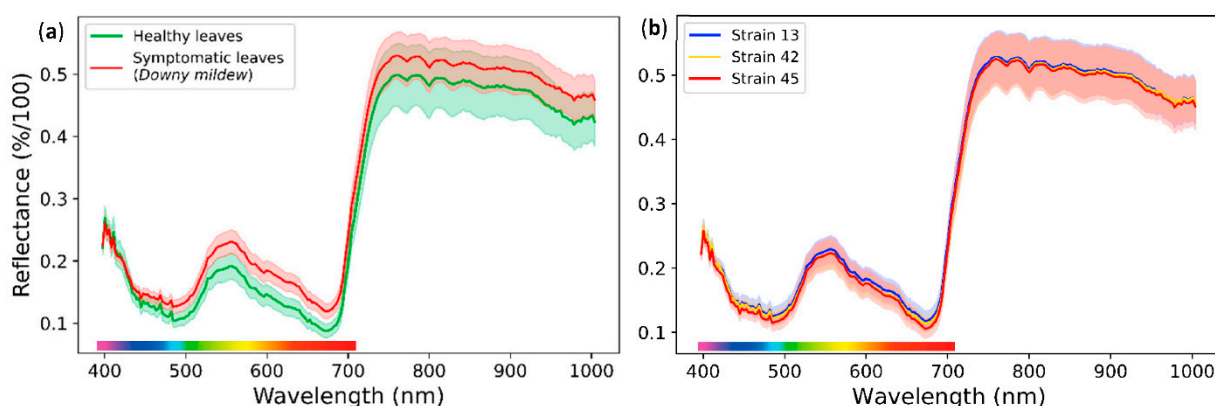 (a)
Healthy leaves
Symptomatic leaves
(Downy mildew)
Reflectance (%/100)
0.5
0.4
0.3
0.2
0.1
400 500 600 700 800 900 1000
Wavelength (nm)
(b)
Strain 13
Strain 42
Strain 45
0.5
0.4
0.3
0.2
0.1
400 500 600 700 800 900 1000
Wavelength (nm)